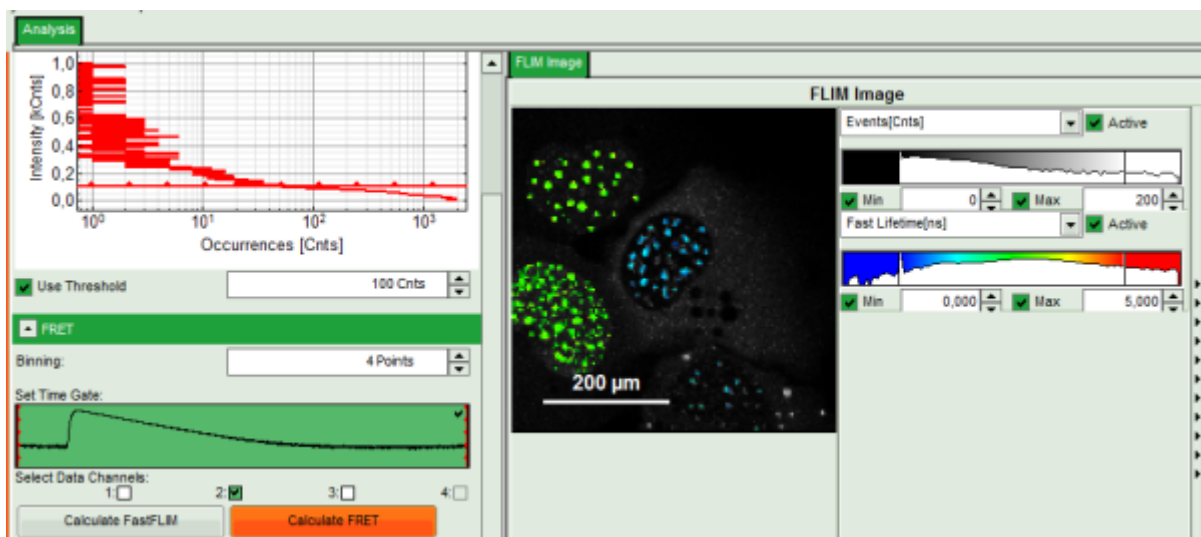 Analysis
1,0
0,8
0,6
0,4
0,2
0,0
Intensity [kCnts]
10⁰ 10¹ 10² 10³
Occurrences [Cnts]
Use Threshold 100 Cnts
FRET
Binning: 4 Points
Set Time Gate:
Select Data Channels:
1: 2: 3: 4:
Calculate FastFLIM Calculate FRET
FLIM Image
FLIM Image
200 µm
Events[Cnts] Active
Min 0 Max 200
Fast Lifetime[ns] Active
Min 0,000 Max 5,000